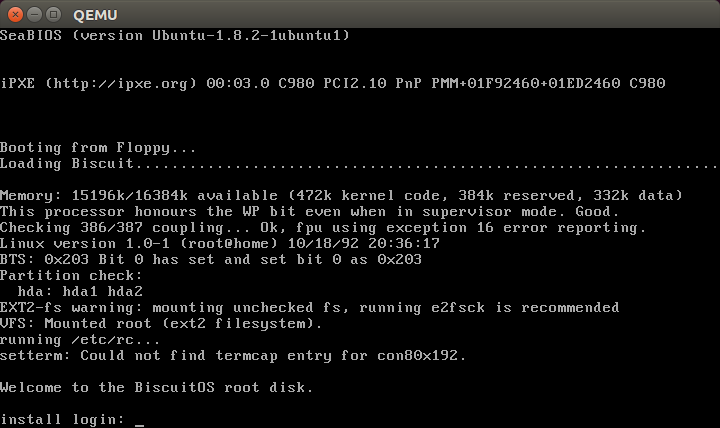 QEMU
SeaBIOS (version Ubuntu-1.8.2-1ubuntu1)
iPXE (http://ipxe.org) 00:03.0 C980 PCI2.10 PnP PMM+01F92460+01ED2460 C980
Booting from Floppy...
Loading Biscuit.................................................................
Memory: 15196k/16384k available (472k kernel code, 384k reserved, 332k data)
This processor honours the WP bit even when in supervisor mode. Good.
Checking 386/387 coupling... Ok, fpu using exception 16 error reporting.
Linux version 1.0-1 (root@home) 10/18/92 20:36:17
BTS: 0x203 Bit 0 has set and set bit 0 as 0x203
Partition check:
hda: hda1 hda2
EXT2-fs warning: mounting unchecked fs, running e2fsck is recommended
VFS: Mounted root (ext2 filesystem).
running /etc/rc...
setterm: Could not find termcap entry for con80x192.
Welcome to the BiscuitOS root disk.
install login: _